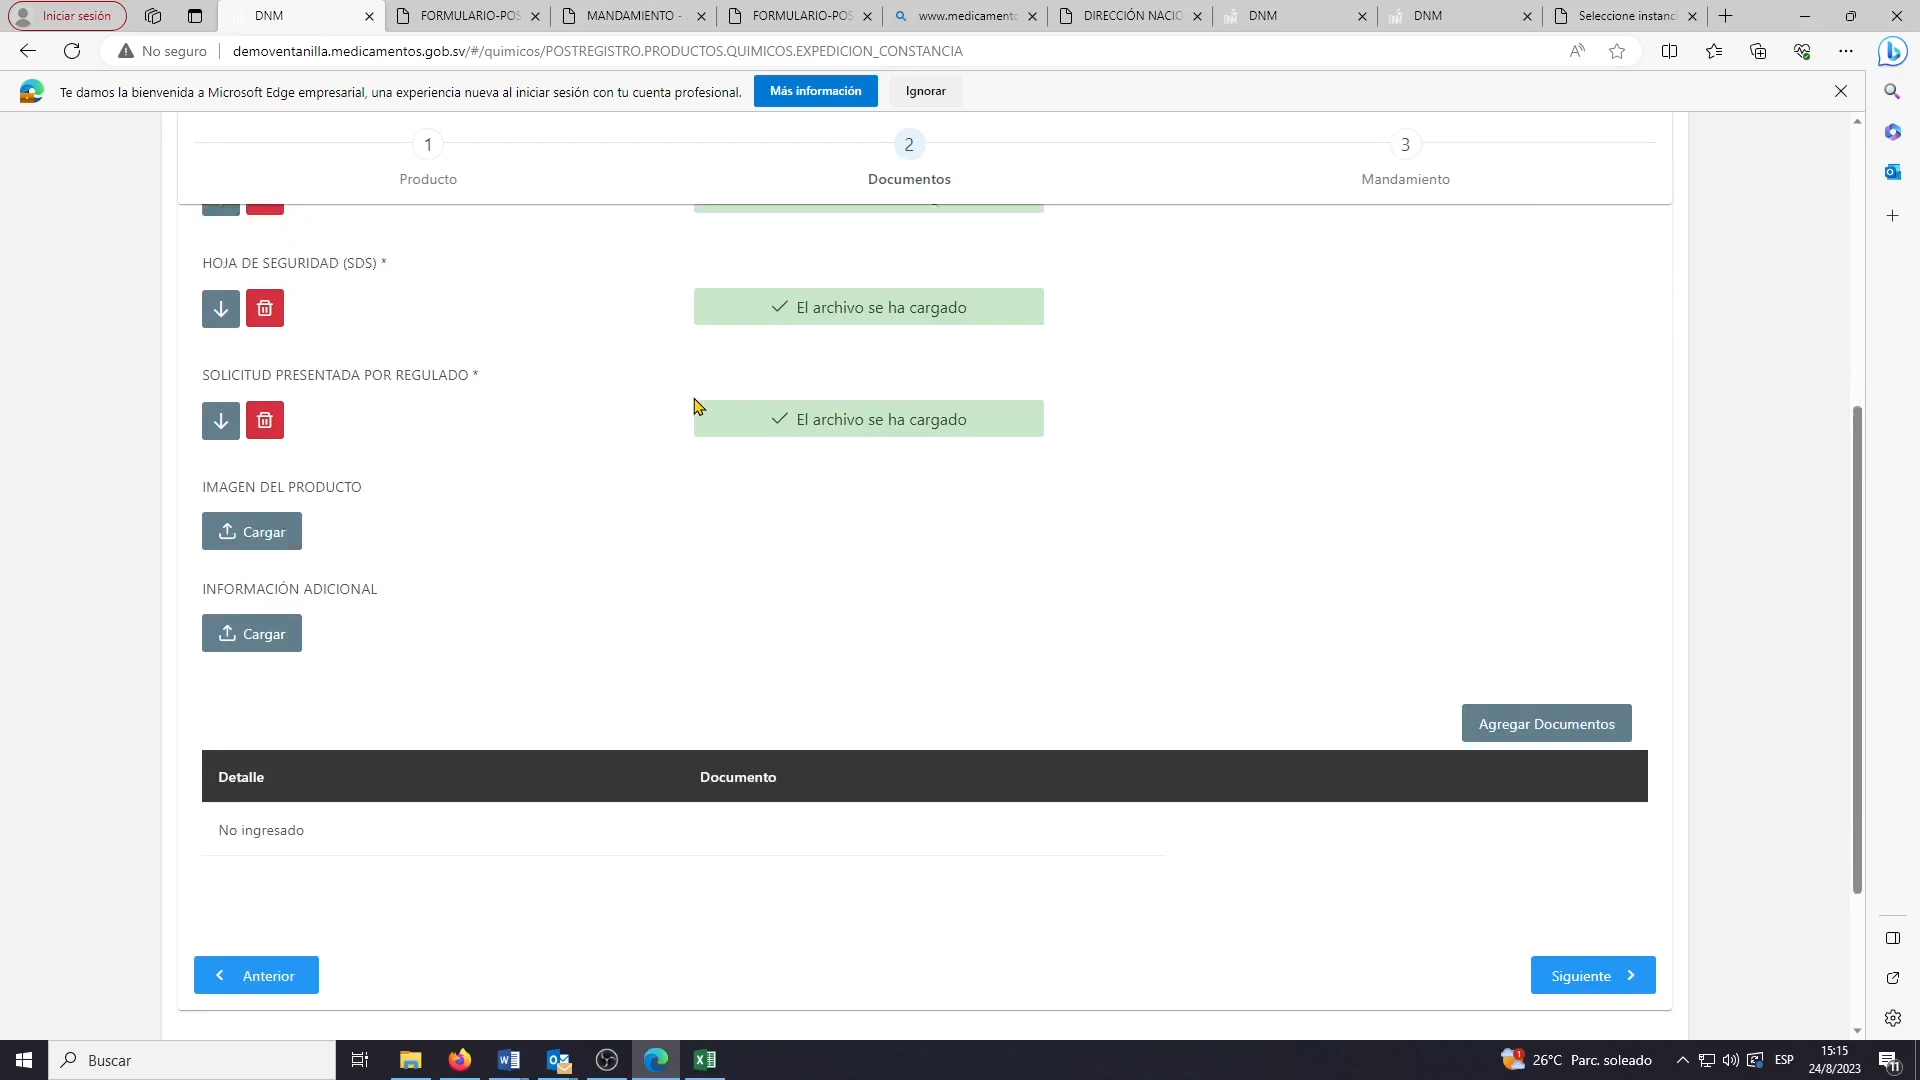 Iniciar sesión
DNM
FORMULARIO-POS
MANDAMIENTO -
FORMULARIO-POS
www.medicamento
DIRECCIÓN NACIO
DNM
DNM
Seleccione instanc
No seguro
demoventanilla.medicamentos.gob.sv/#/quimicos/POSTREGISTRO.PRODUCTOS.QUIMICOS.EXPEDICION_CONSTANCIA
Te damos la bienvenida a Microsoft Edge empresarial, una experiencia nueva al iniciar sesión con tu cuenta profesional.
Más información
Ignorar
1
2
3
Producto
Documentos
Mandamiento
HOJA DE SEGURIDAD (SDS) *
El archivo se ha cargado
SOLICITUD PRESENTADA POR REGULADO *
El archivo se ha cargado
IMAGEN DEL PRODUCTO
Cargar
INFORMACIÓN ADICIONAL
Cargar
Agregar Documentos
Detalle
Documento
No ingresado
Anterior
Siguiente
Buscar
1
26°C Parc. soleado
ESP
15:15
24/8/2023
11